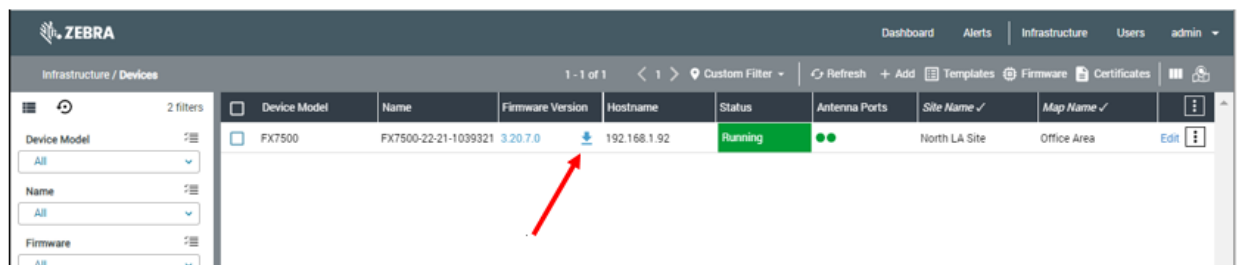 ZEBRA
Dashboard Alerts Infrastructure Users admin
Infrastructure / Devices 1 - 1 of 1 < 1 > Custom Filter Refresh + Add Templates Firmware Certificates
2 filters
Device Model Name Firmware Version Hostname Status Antenna Ports Site Name ✓ Map Name ✓
FX7500 FX7500-22-21-1039321 3.20.7.0 192.168.1.92 Running North LA Site Office Area Edit
Device Model
All
Name
All
Firmware
All